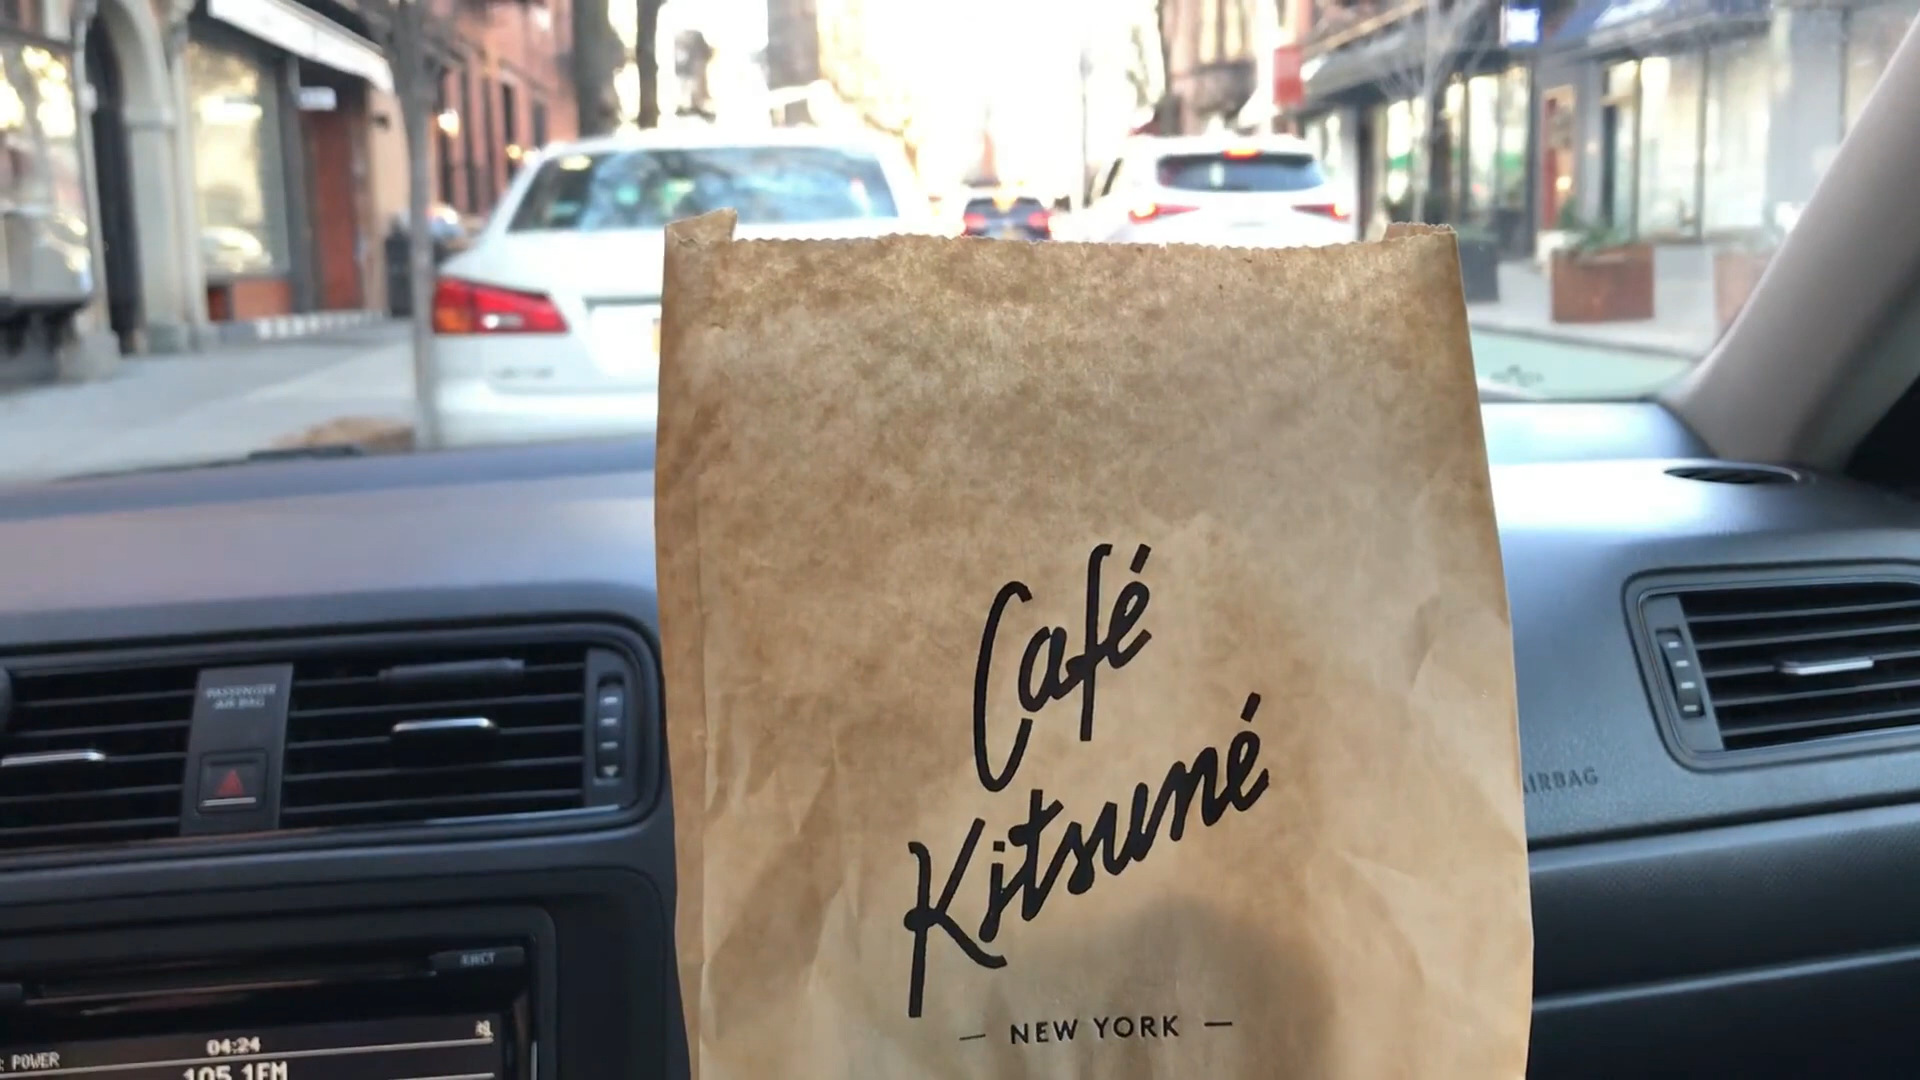 Café
Kitsuné
— NEW YORK —
PASSENGER
AIR BAG
AIRBAG
EJECT
04:24
: POWER
105.1FM